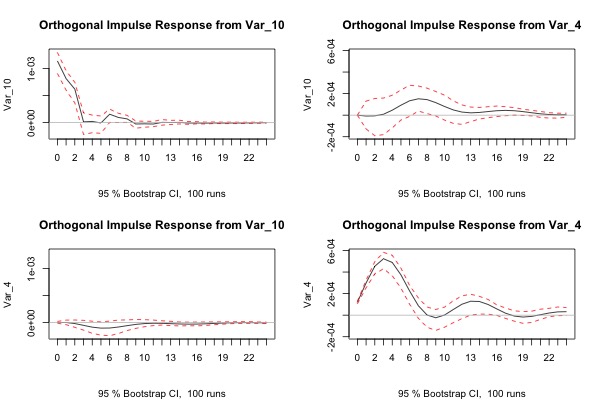 Orthogonal Impulse Response from Var_10
Var_10
0e+00 1e+03
0 2 4 6 8 10 13 16 19 22
95 % Bootstrap CI, 100 runs
Orthogonal Impulse Response from Var_4
Var_10
-2e-04 2e-04 6e-04
0 2 4 6 8 10 13 16 19 22
95 % Bootstrap CI, 100 runs
Orthogonal Impulse Response from Var_10
Var_4
0e+00 1e+03
0 2 4 6 8 10 13 16 19 22
95 % Bootstrap CI, 100 runs
Orthogonal Impulse Response from Var_4
Var_4
-2e-04 2e-04 6e-04
0 2 4 6 8 10 13 16 19 22
95 % Bootstrap CI, 100 runs